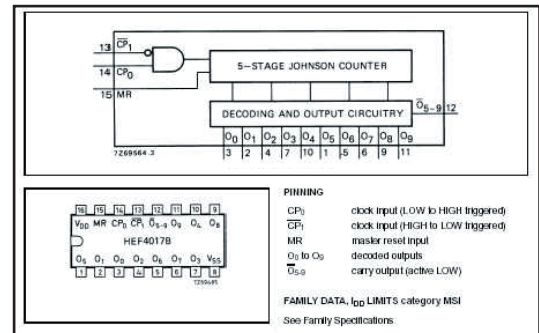 13 CP1
14 CP0
15 MR
5-STAGE JOHNSON COUNTER
DECODING AND OUTPUT CIRCUITRY
O5-9 12
O0 O1 O2 O3 O4 O5 O6 O7 O8 O9
3 2 4 7 10 1 5 6 9 11
7Z69564.3
16 15 14 13 12 11 10 9
VDD MR CP0 CP1 O5-9 O9 O4 O8
HEF4017B
O5 O1 O0 O2 O6 O7 O3 VSS
1 2 3 4 5 6 7 8
PINNING
CP0 clock input (LOW to HIGH triggered)
CP1 clock input (HIGH to LOW triggered)
MR master reset input
O0 to O9 decoded outputs
O5-9 carry output (active LOW)
FAMILY DATA, IDD LIMITS category MSI
See Family Specifications